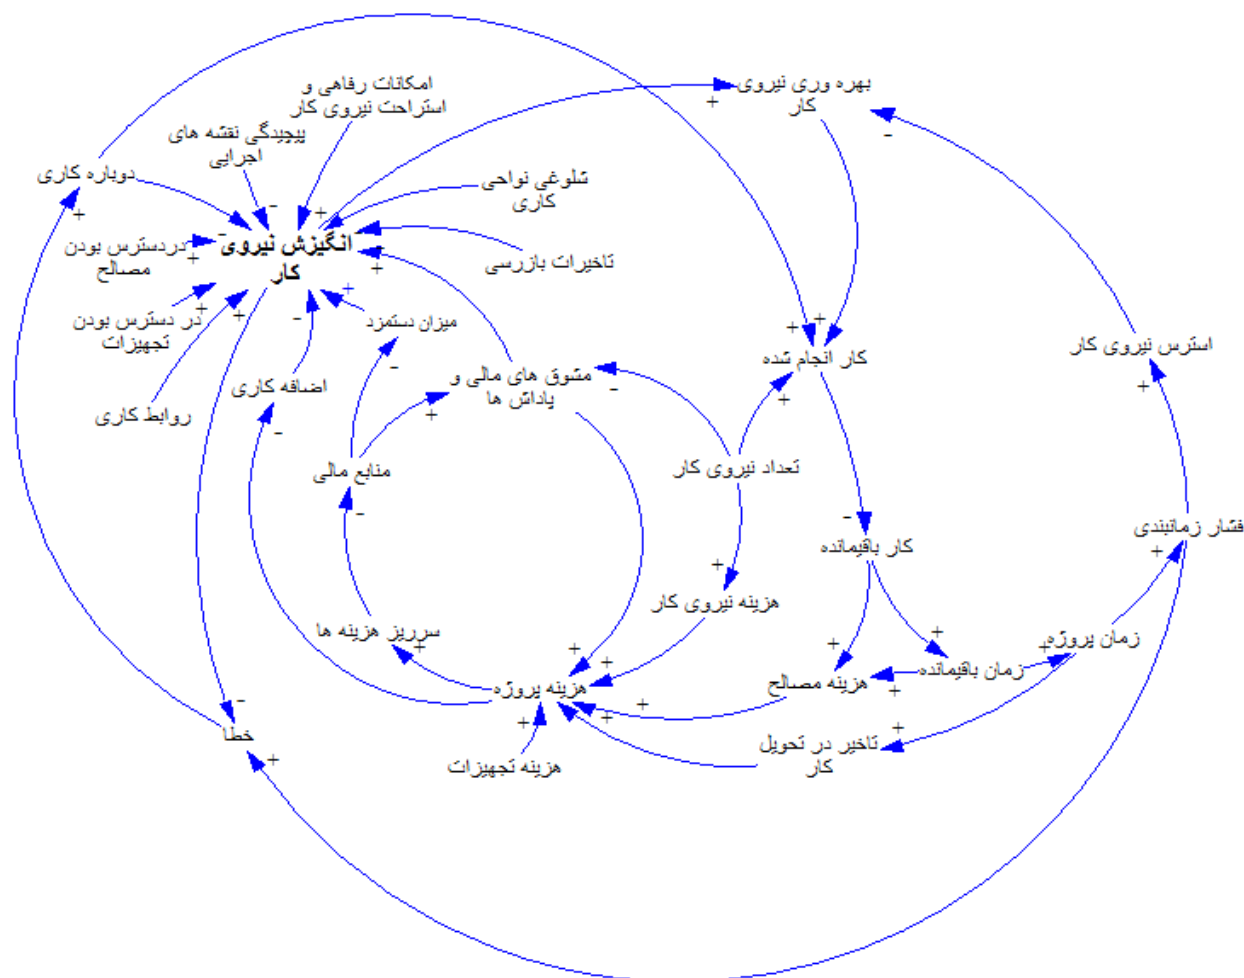 امکانات رفاهی و
استراحت نیروی کار
بهره وری نیروی
کار
پیچیدگی نقشه های
اجرایی
دوباره کاری
شلوغی نواحی
کاری
انگیزش نیروی
کار
دردسترس بودن
مصالح
تاخیرات بازرسی
در دسترس بودن
تجهیزات
میزان دستمزد
کار انجام شده
استرس نیروی کار
مشوق های مالی و
پاداش ها
اضافه کاری
روابط کاری
منابع مالی
تعداد نیروی کار
فشار زمانبندی
کار باقیمانده
هزینه نیروی کار
سرریز هزینه ها
زمان پروژه
زمان باقیمانده
هزینه مصالح
هزینه پروژه
خطا
تاخیر در تحویل
کار
هزینه تجهیزات